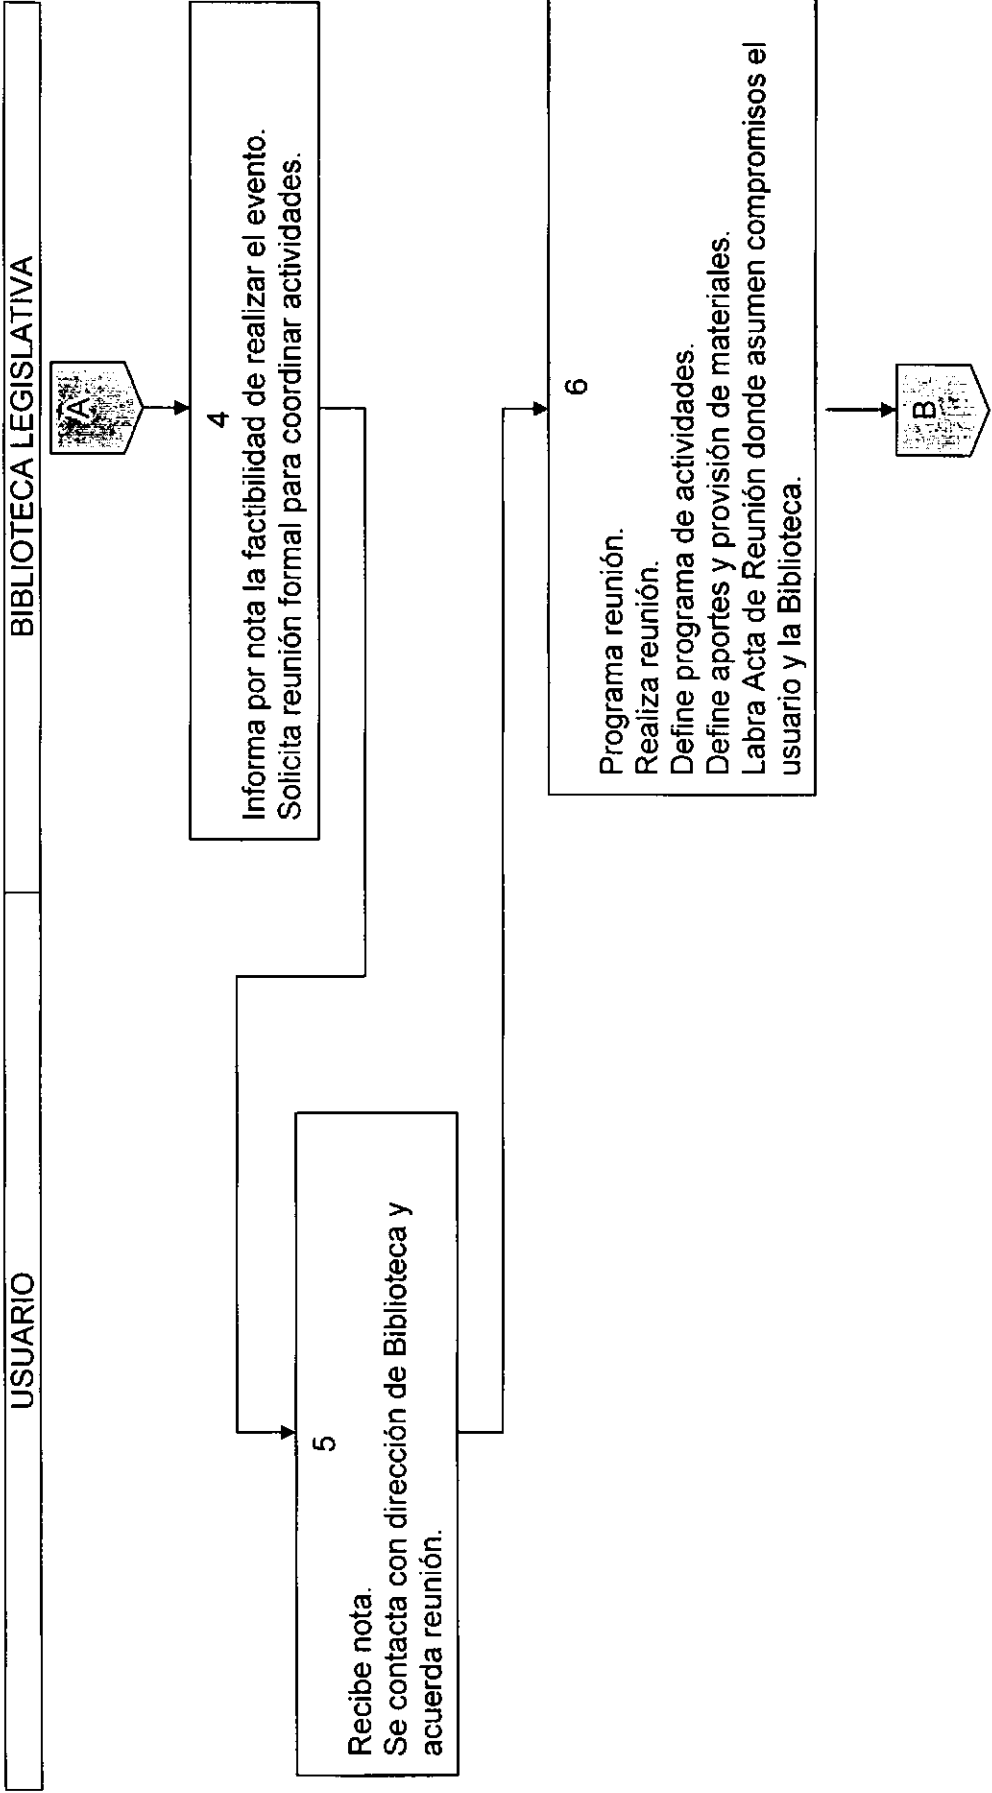 USUARIO
BIBLIOTECA LEGISLATIVA
A
4
Informa por nota la factibilidad de realizar el evento.
Solicita reunión formal para coordinar actividades.
5
Recibe nota.
Se contacta con dirección de Biblioteca y
acuerda reunión.
6
Programa reunión.
Realiza reunión.
Define programa de actividades.
Define aportes y provisión de materiales.
Labra Acta de Reunión donde asumen compromisos el
usuario y la Biblioteca.
B